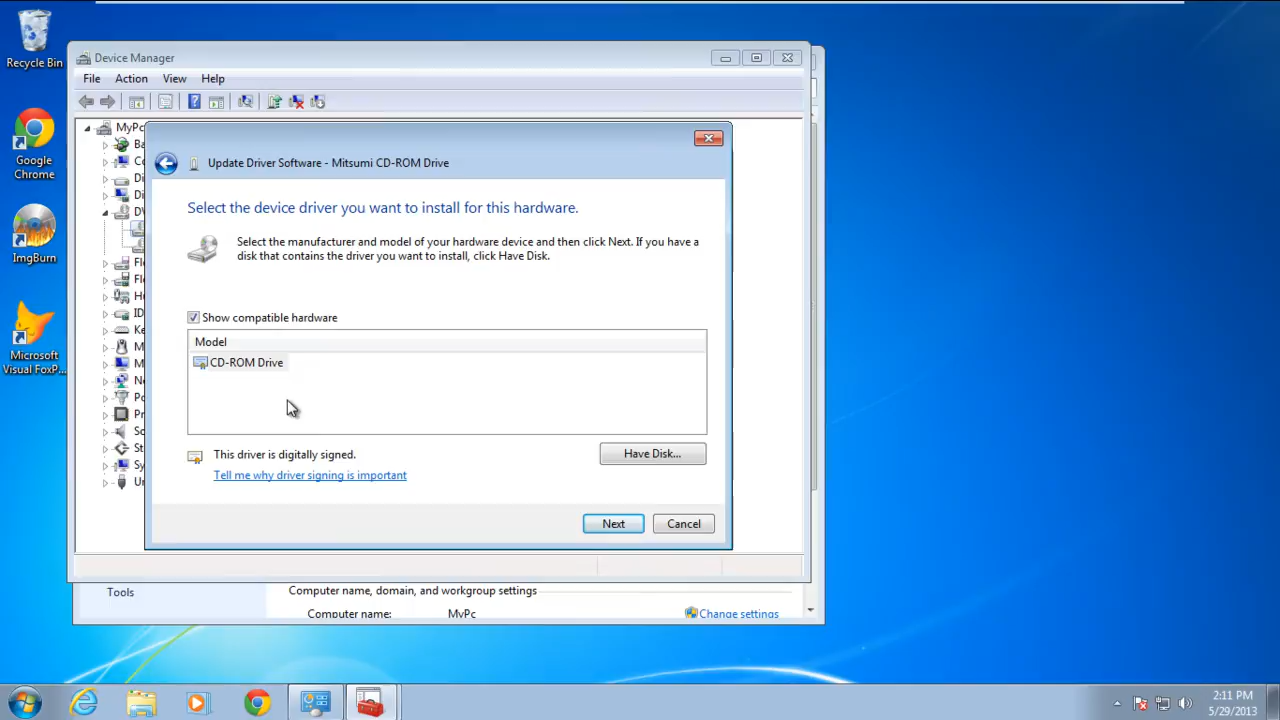 Recycle Bin
Google
Chrome
ImgBurn
Microsoft
Visual FoxP...
Device Manager
File Action View Help
MyPc
Update Driver Software - Mitsumi CD-ROM Drive
Select the device driver you want to install for this hardware.
Select the manufacturer and model of your hardware device and then click Next. If you have a
disk that contains the driver you want to install, click Have Disk.
Show compatible hardware
Model
CD-ROM Drive
This driver is digitally signed.
Have Disk...
Tell me why driver signing is important
Next
Cancel
Tools
Computer name, domain, and workgroup settings
Computer name:
MyPc
Change settings
2:11 PM
5/29/2013